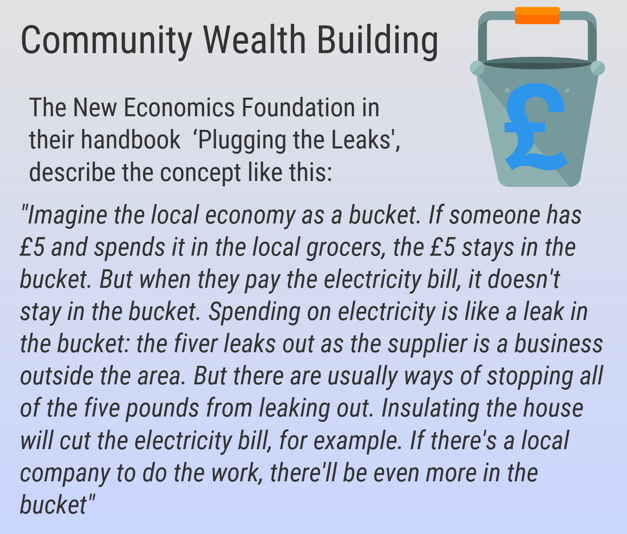 Community Wealth Building
£
The New Economics Foundation in
their handbook ‘Plugging the Leaks',
describe the concept like this:
"Imagine the local economy as a bucket. If someone has
£5 and spends it in the local grocers, the £5 stays in the
bucket. But when they pay the electricity bill, it doesn't
stay in the bucket. Spending on electricity is like a leak in
the bucket: the fiver leaks out as the supplier is a business
outside the area. But there are usually ways of stopping all
of the five pounds from leaking out. Insulating the house
will cut the electricity bill, for example. If there's a local
company to do the work, there'll be even more in the
bucket"